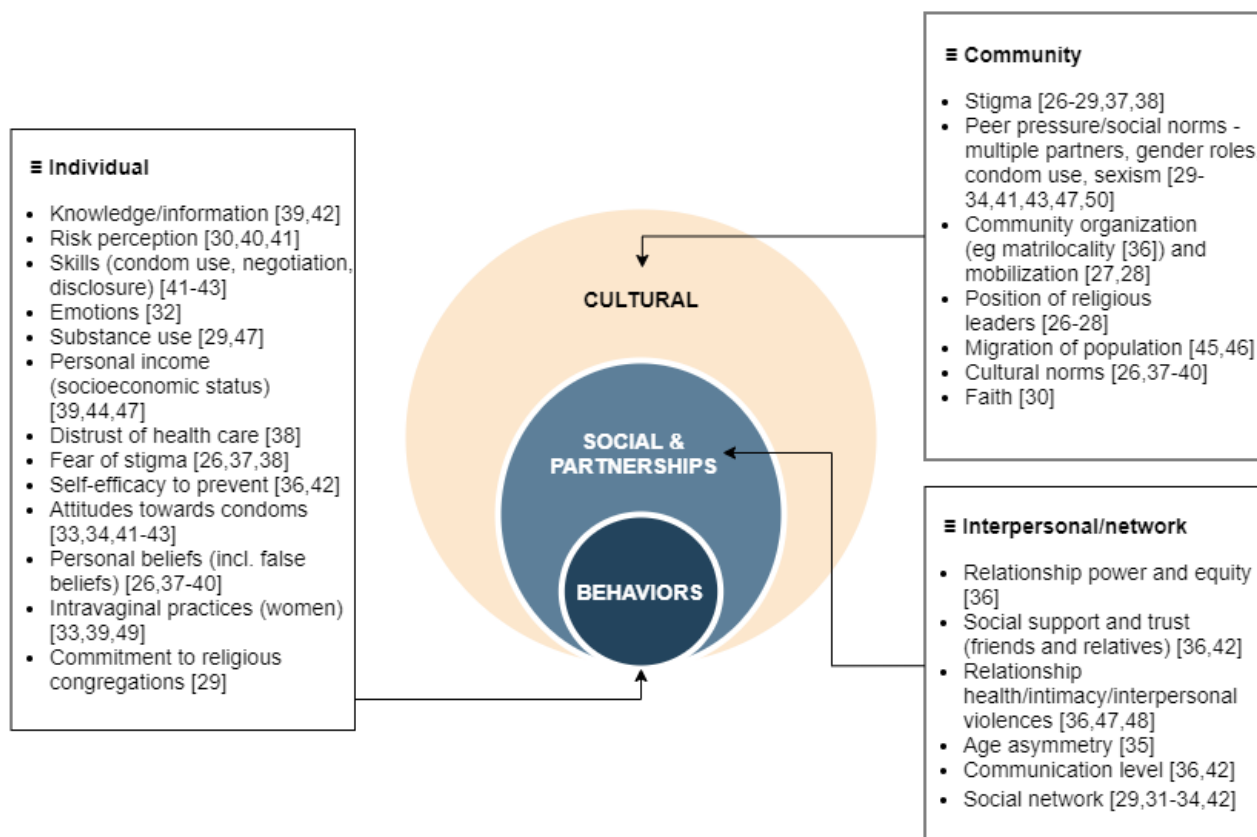 ≡ Individual
• Knowledge/information [39,42]
• Risk perception [30,40,41]
• Skills (condom use, negotiation,
disclosure) [41-43]
• Emotions [32]
• Substance use [29,47]
• Personal income
(socioeconomic status)
[39,44,47]
• Distrust of health care [38]
• Fear of stigma [26,37,38]
• Self-efficacy to prevent [36,42]
• Attitudes towards condoms
[33,34,41-43]
• Personal beliefs (incl. false
beliefs) [26,37-40]
• Intravaginal practices (women)
[33,39,49]
• Commitment to religious
congregations [29]
CULTURAL
SOCIAL &
PARTNERSHIPS
BEHAVIORS
≡ Community
• Stigma [26-29,37,38]
• Peer pressure/social norms -
multiple partners, gender roles
condom use, sexism [29-
34,41,43,47,50]
• Community organization
(eg matrilocality [36]) and
mobilization [27,28]
• Position of religious
leaders [26-28]
• Migration of population [45,46]
• Cultural norms [26,37-40]
• Faith [30]
≡ Interpersonal/network
• Relationship power and equity
[36]
• Social support and trust
(friends and relatives) [36,42]
• Relationship
health/intimacy/interpersonal
violences [36,47,48]
• Age asymmetry [35]
• Communication level [36,42]
• Social network [29,31-34,42]